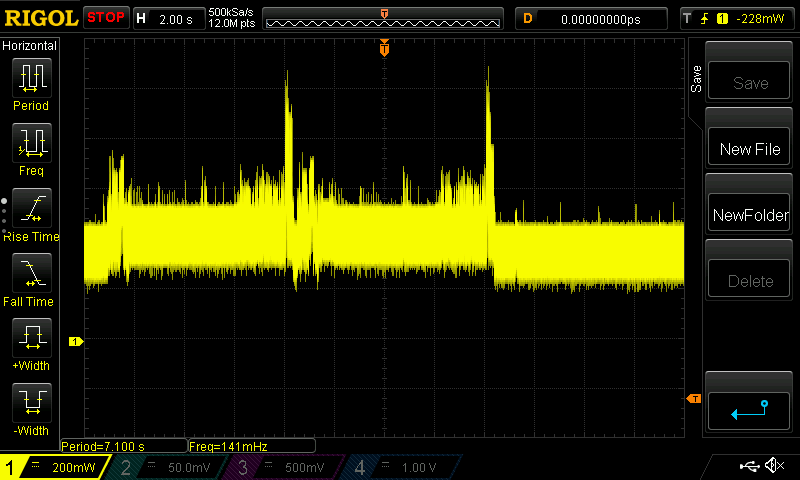 RIGOL STOP H 2.00 s 500kSa/s D 0.00000000ps T 1 -228mW
12.0M pts
T
Horizontal
Save
Save
Period
New File
Freq
NewFolder
Rise Time
Delete
Fall Time
1
+Width
T
-Width
Period=7.100 s Freq=141mHz
1 200mW 2 50.0mV 3 500mV 4 1.00 V